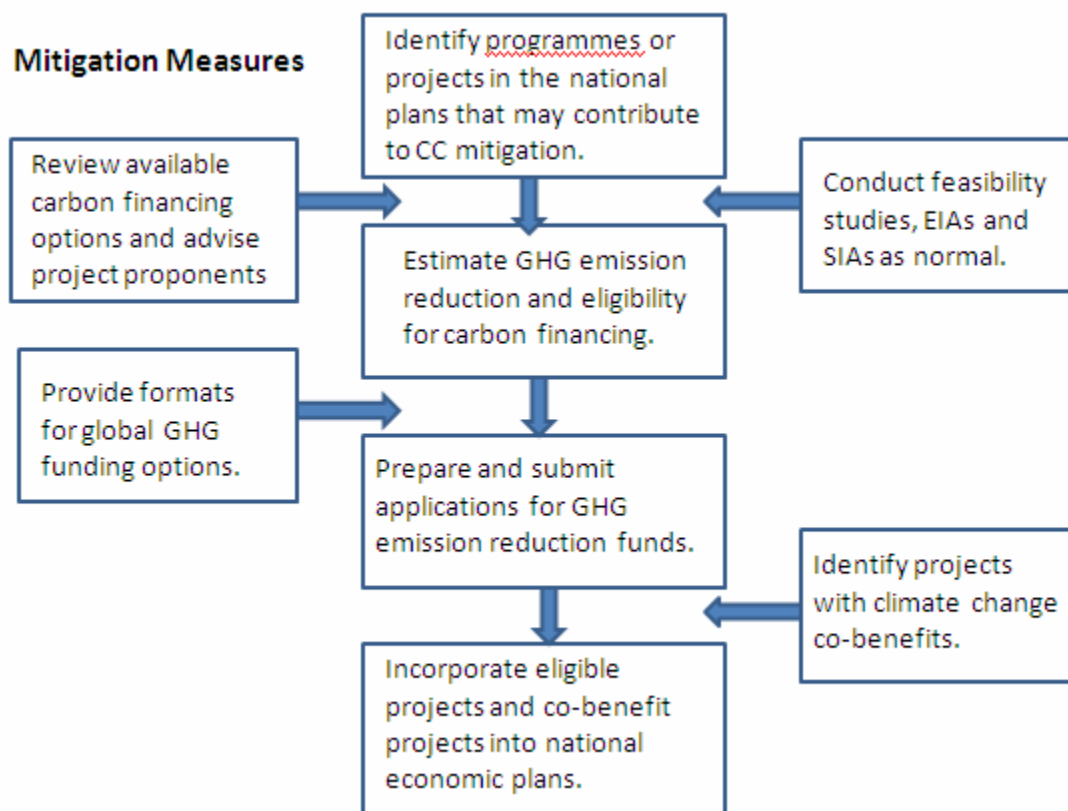 Mitigation Measures
Identify programmes or
projects in the national
plans that may contribute
to CC mitigation.
Review available
carbon financing
options and advise
project proponents
Conduct feasibility
studies, EIAs and
SIAs as normal.
Estimate GHG emission
reduction and eligibility
for carbon financing.
Provide formats
for global GHG
funding options.
Prepare and submit
applications for GHG
emission reduction funds.
Identify projects
with climate change
co-benefits.
Incorporate eligible
projects and co-benefit
projects into national
economic plans.